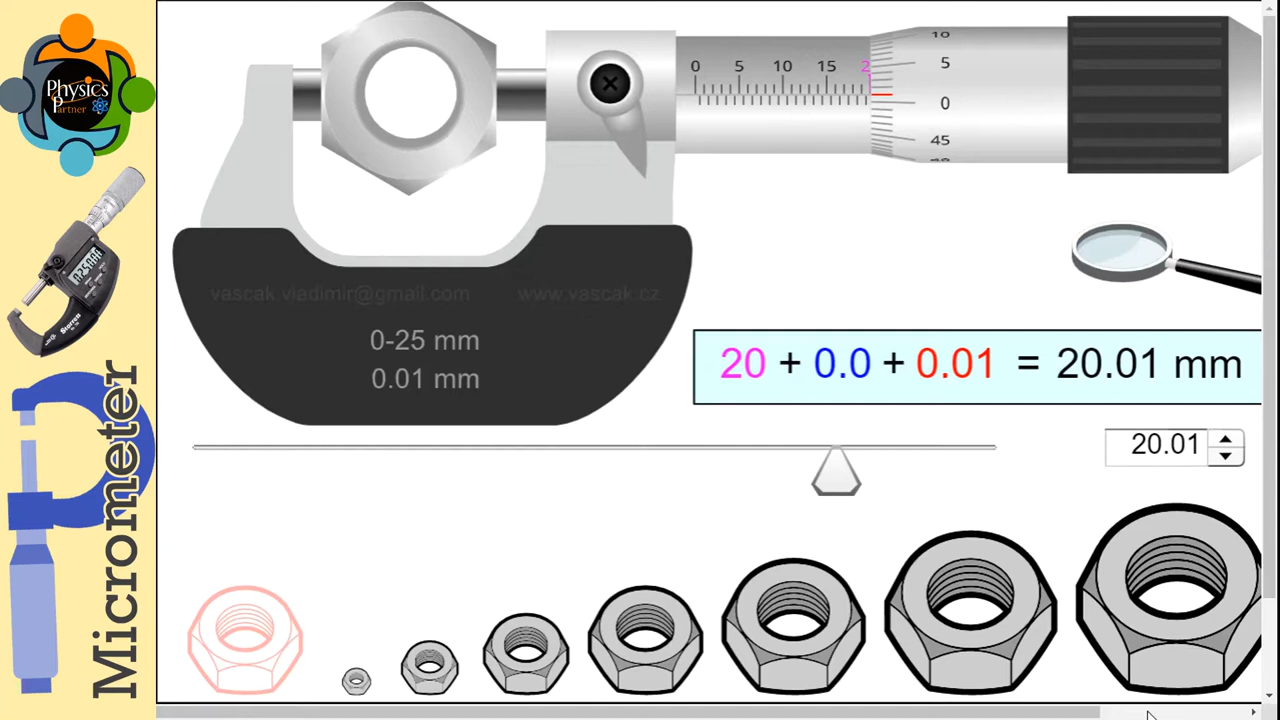 Physics
Partner
Micrometer
0 5 10 15 2
10
5
0
45
vascak.vladimir@gmail.com www.vascak.cz
0-25 mm
0.01 mm
20 + 0.0 + 0.01 = 20.01 mm
20.01